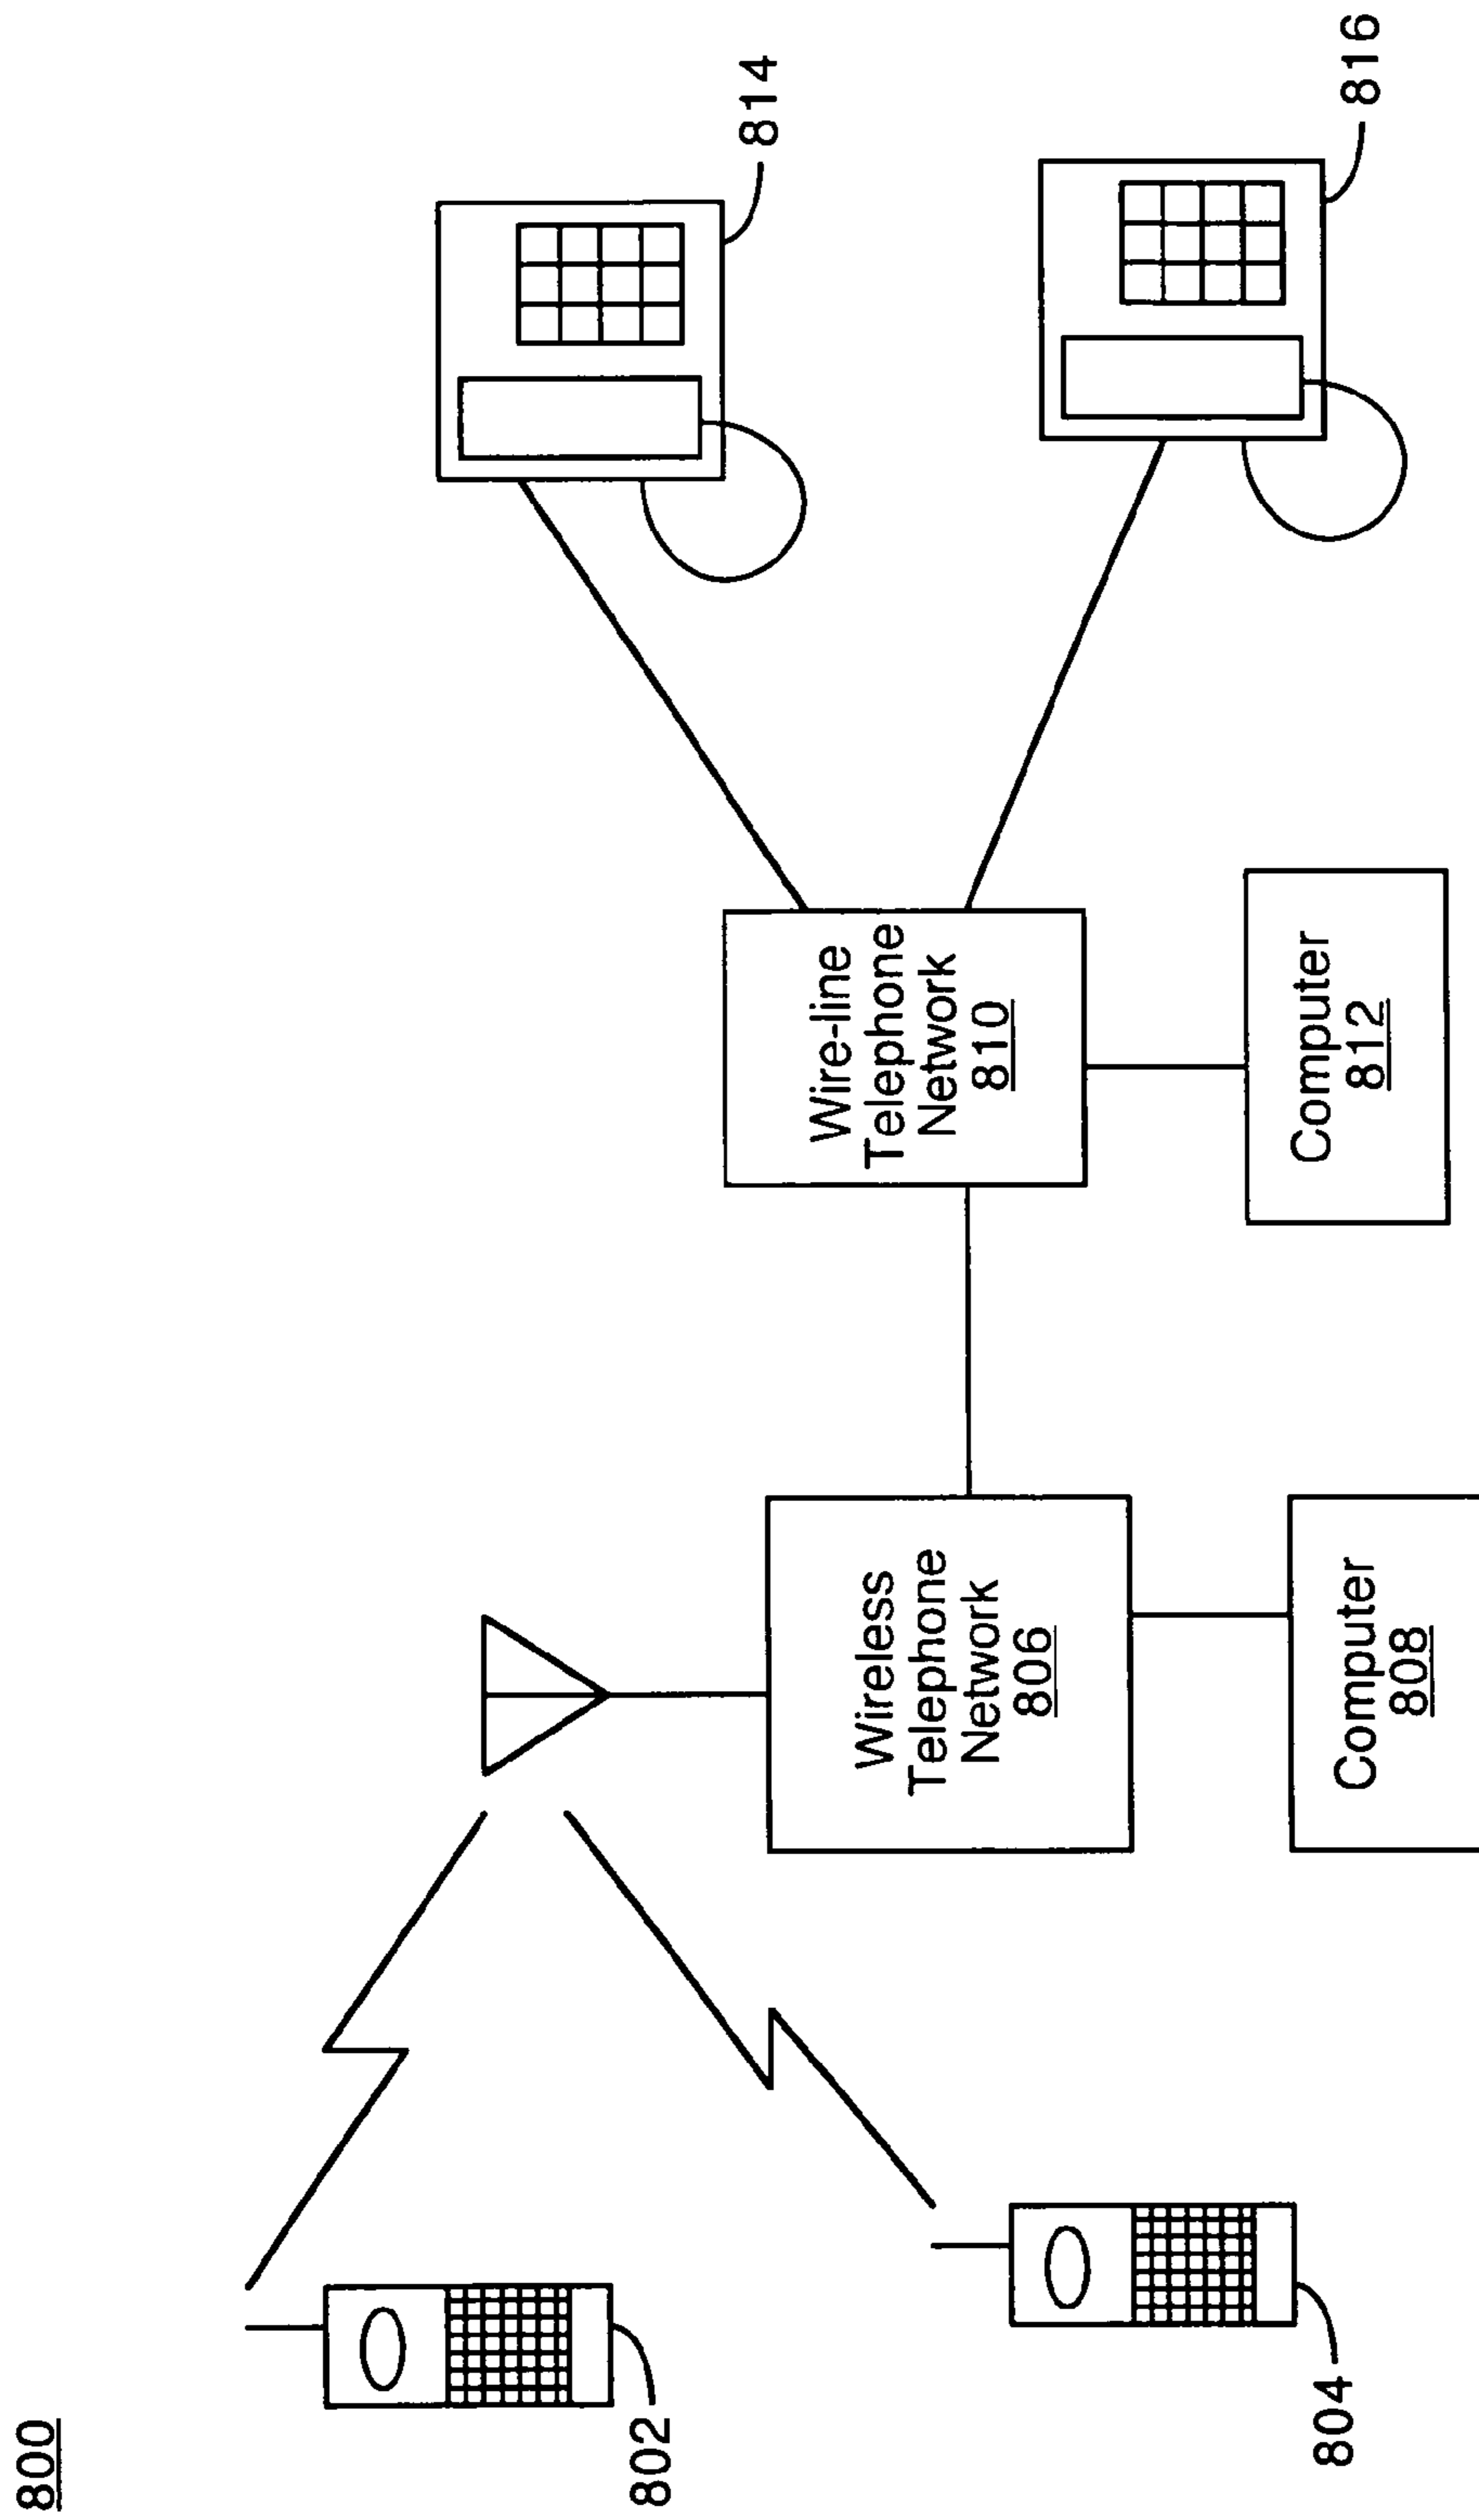 800
802
804
Wireless
Telephone
Network
806
Computer
808
Wire-line
Telephone
Network
810
Computer
812
814
816